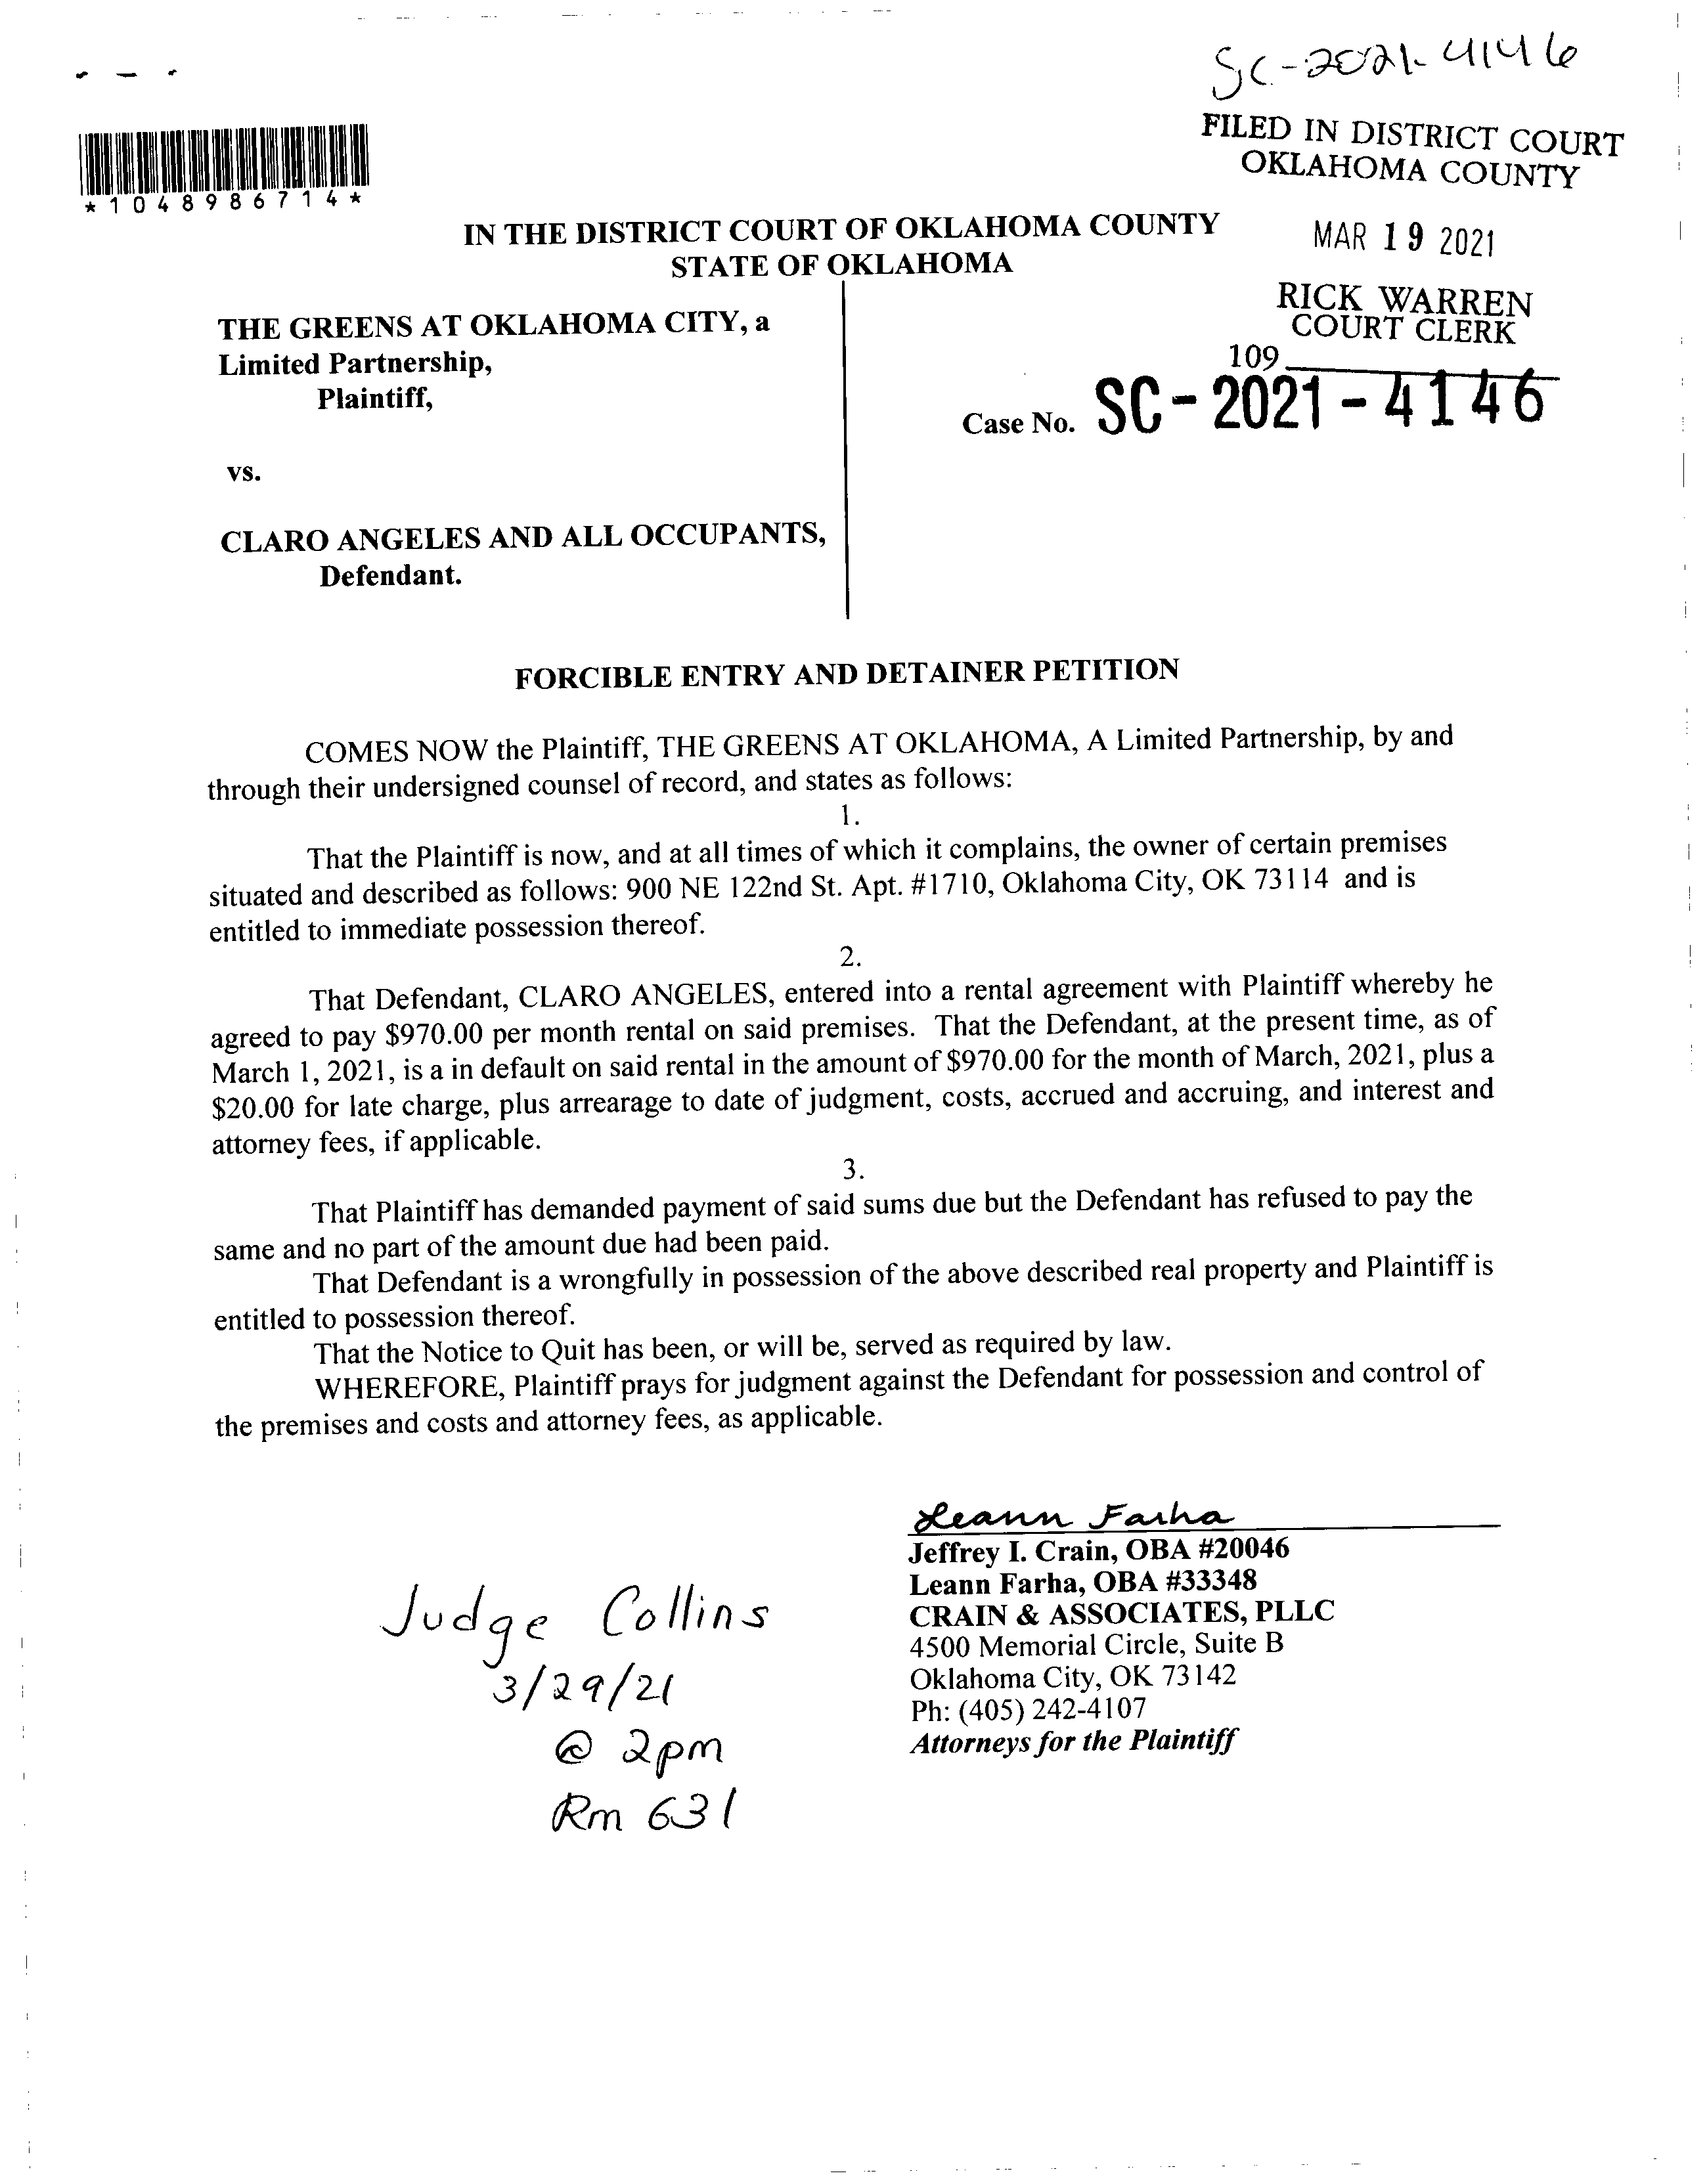 SC-2021-4146
FILED IN DISTRICT COURT
OKLAHOMA COUNTY
*1048986714*
IN THE DISTRICT COURT OF OKLAHOMA COUNTY
STATE OF OKLAHOMA
MAR 19 2021
RICK WARREN
COURT CLERK
109
THE GREENS AT OKLAHOMA CITY, a
Limited Partnership,
Plaintiff,
Case No. SC-2021-4146
vs.
CLARO ANGELES AND ALL OCCUPANTS,
Defendant.
FORCIBLE ENTRY AND DETAINER PETITION
COMES NOW the Plaintiff, THE GREENS AT OKLAHOMA, A Limited Partnership, by and
through their undersigned counsel of record, and states as follows:
1.
That the Plaintiff is now, and at all times of which it complains, the owner of certain premises
situated and described as follows: 900 NE 122nd St. Apt. #1710, Oklahoma City, OK 73114 and is
entitled to immediate possession thereof.
2.
That Defendant, CLARO ANGELES, entered into a rental agreement with Plaintiff whereby he
agreed to pay $970.00 per month rental on said premises. That the Defendant, at the present time, as of
March 1, 2021, is a in default on said rental in the amount of $970.00 for the month of March, 2021, plus a
$20.00 for late charge, plus arrearage to date of judgment, costs, accrued and accruing, and interest and
attorney fees, if applicable.
3.
That Plaintiff has demanded payment of said sums due but the Defendant has refused to pay the
same and no part of the amount due had been paid.
That Defendant is a wrongfully in possession of the above described real property and Plaintiff is
entitled to possession thereof.
That the Notice to Quit has been, or will be, served as required by law.
WHEREFORE, Plaintiff prays for judgment against the Defendant for possession and control of
the premises and costs and attorney fees, as applicable.
Leann Farha
Jeffrey I. Crain, OBA #20046
Leann Farha, OBA #33348
CRAIN & ASSOCIATES, PLLC
4500 Memorial Circle, Suite B
Oklahoma City, OK 73142
Ph: (405) 242-4107
Attorneys for the Plaintiff
Judge Collins
3/29/21
@ 2pm
Rm 631